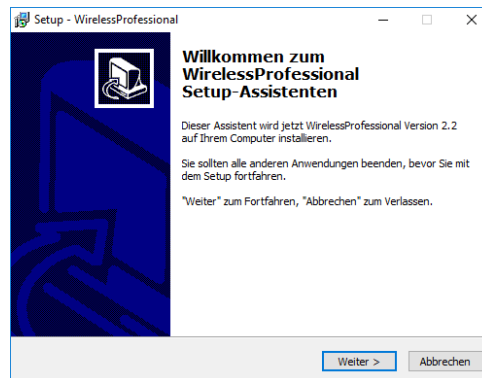 Setup - WirelessProfessional
Willkommen zum
WirelessProfessional
Setup-Assistenten
Dieser Assistent wird jetzt WirelessProfessional Version 2.2
auf Ihrem Computer installieren.
Sie sollten alle anderen Anwendungen beenden, bevor Sie mit
dem Setup fortfahren.
"Weiter" zum Fortfahren, "Abbrechen" zum Verlassen.
Weiter > Abbrechen